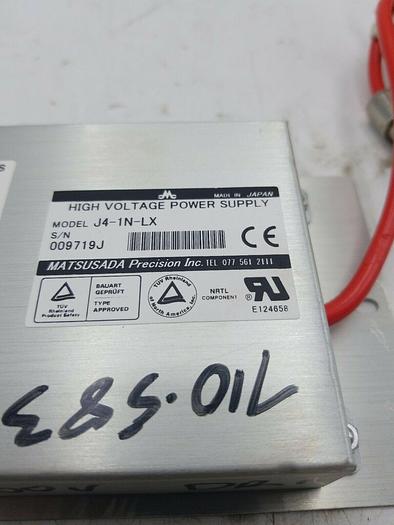 MADE IN JAPAN
HIGH VOLTAGE POWER SUPPLY
MODEL J4-1N-LX
S/N
009719J
CE
MATSUSADA Precision Inc. TEL 077 561 2111
TÜV
Rheinland
Product Safety
BAUART
GEPRÜFT
TYPE
APPROVED
TUV Rheinland
of North America, Inc.
NRTL
COMPONENT
E124658
710.583